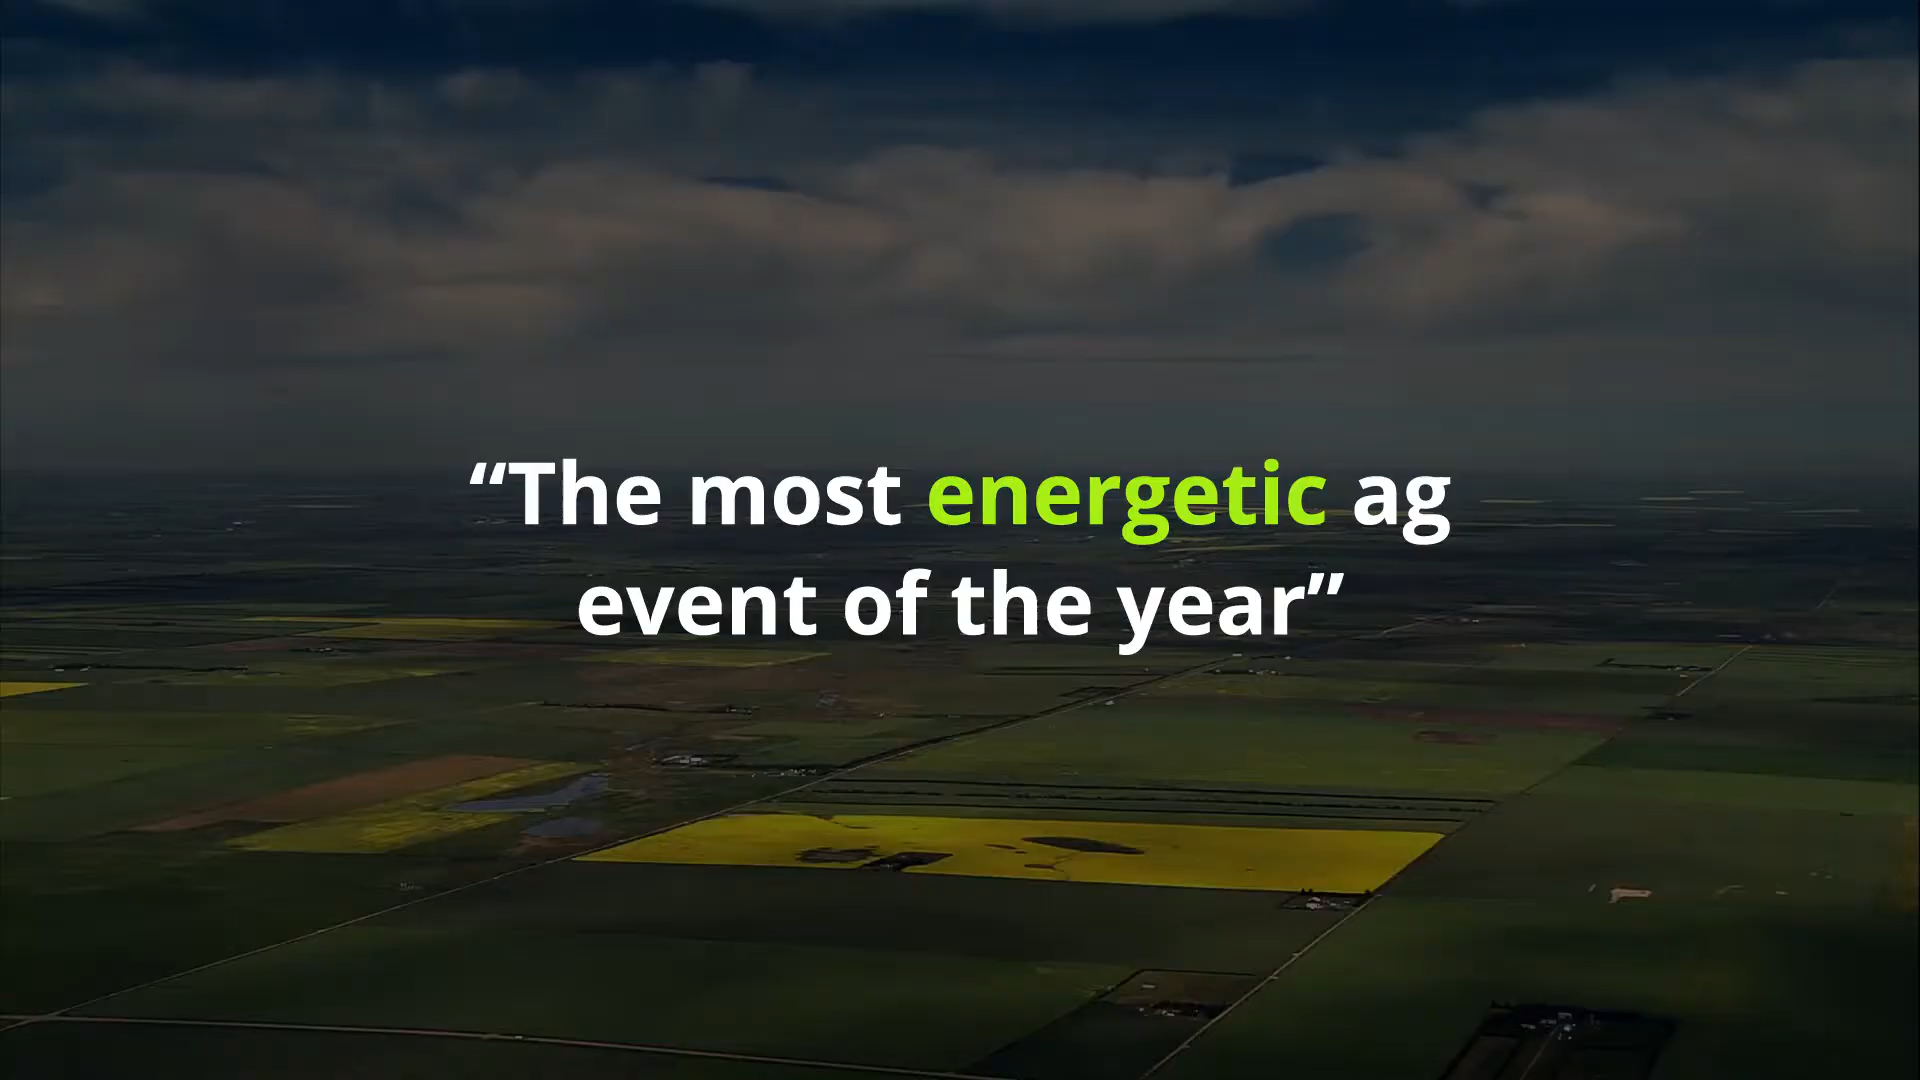 “The most energetic ag
event of the year”